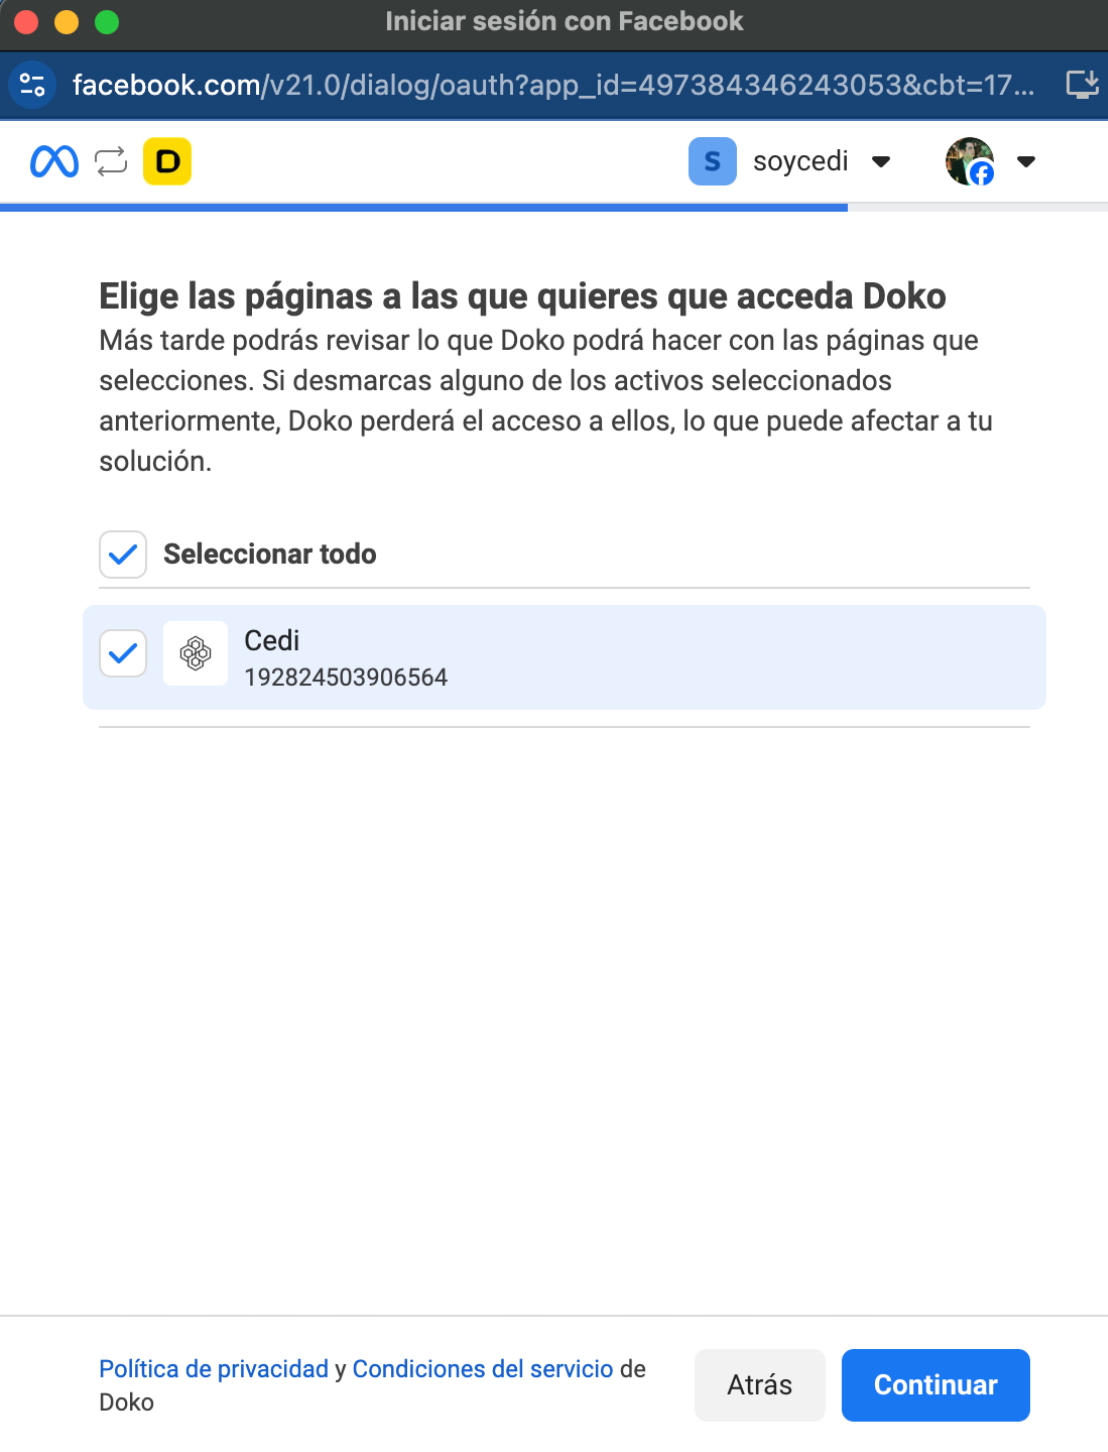 Iniciar sesión con Facebook
facebook.com/v21.0/dialog/oauth?app_id=497384346243053&cbt=17...
D
S soycedi
Elige las páginas a las que quieres que acceda Doko
Más tarde podrás revisar lo que Doko podrá hacer con las páginas que
selecciones. Si desmarcas alguno de los activos seleccionados
anteriormente, Doko perderá el acceso a ellos, lo que puede afectar a tu
solución.
Seleccionar todo
Cedi
192824503906564
Política de privacidad y Condiciones del servicio de
Doko
Atrás
Continuar